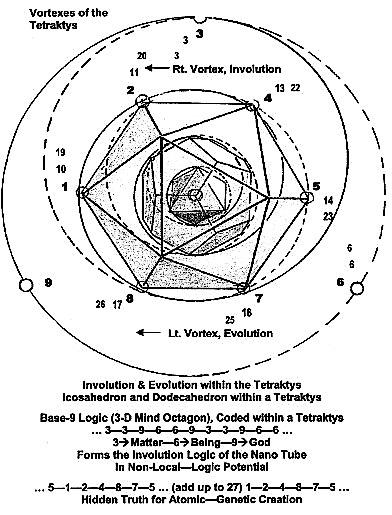 Vortexes of the
Tetraktys
3
3
20
3
11
Rt. Vortex, Involution
2
4
13
22
19
10
1
5
14
23
6
6
9
6
8
7
26
17
16
25
Lt. Vortex, Evolution
Involution & Evolution within the Tetraktys
Icosahedron and Dodecahedron within a Tetraktys
Base-9 Logic (3-D Mind Octagon), Coded within a Tetraktys
... 3—3—9—6—6—9—3—3—9—6—6 ...
3→Matter—6→Being—9→God
Forms the Involution Logic of the Nano Tube
in Non-Local—Logic Potential
... 5—1—2—4—8—7—5 ... (add up to 27) 1—2—4—8—7—5 ...
Hidden Truth for Atomic—Genetic Creation